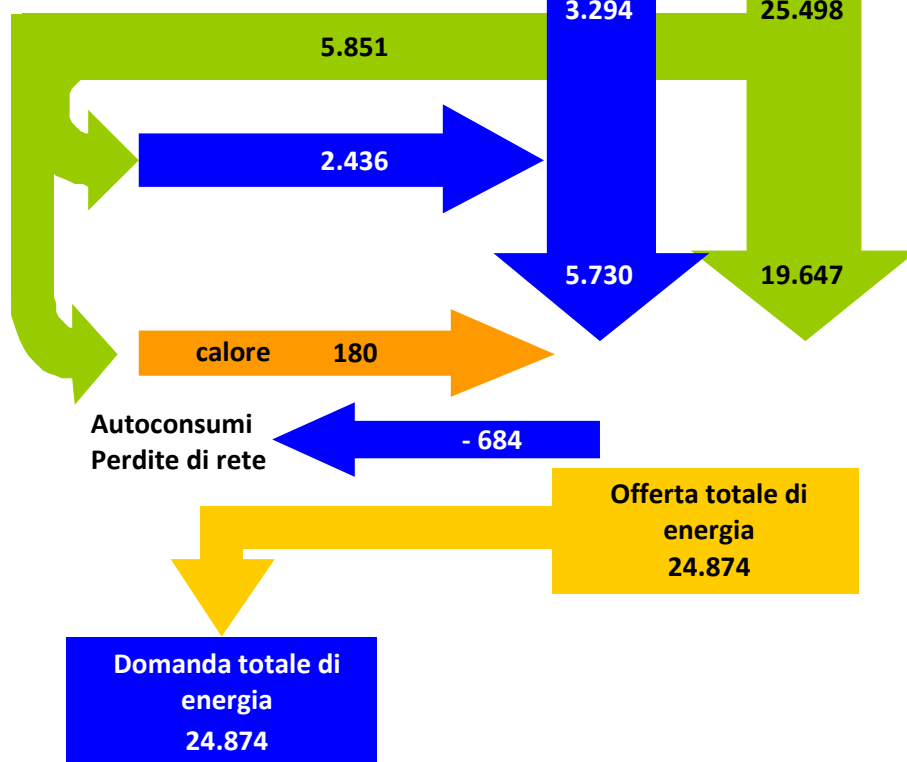 3.294
25.498
5.851
2.436
5.730
19.647
calore 180
Autoconsumi
Perdite di rete
- 684
Offerta totale di
energia
24.874
Domanda totale di
energia
24.874